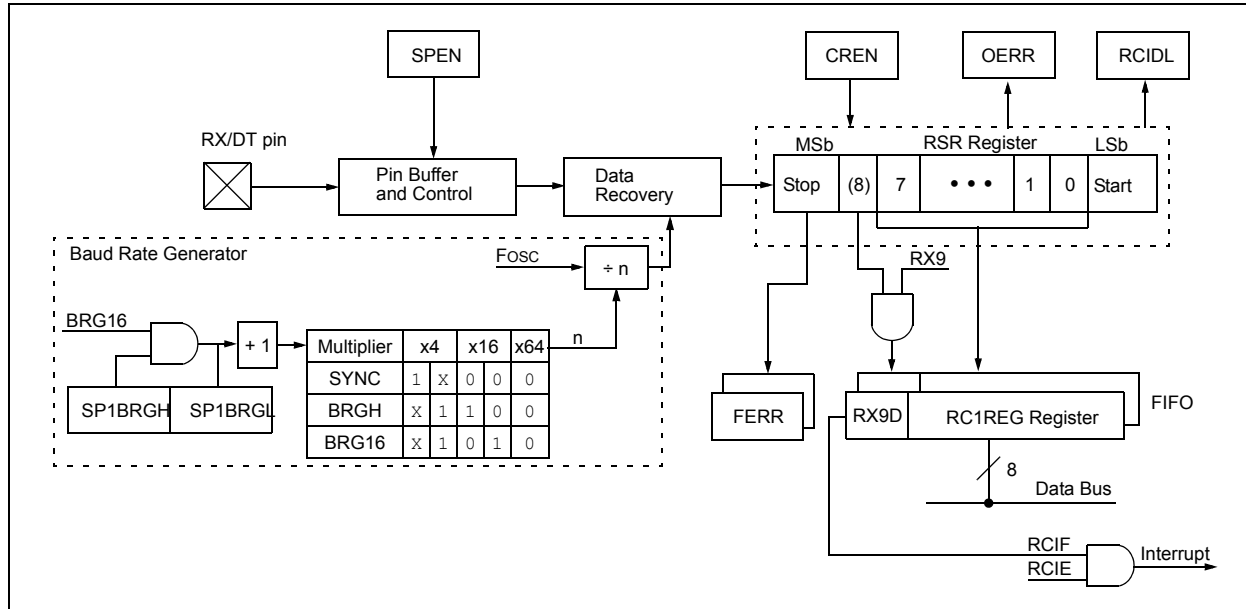 SPEN
CREN
OERR
RCIDL
RX/DT pin
Pin Buffer
and Control
Data
Recovery
MSb
RSR Register
LSb
Stop (8) 7 • • • 1 0 Start
Baud Rate Generator
FOSC
÷ n
RX9
BRG16
+ 1
n
Multiplier x4 x16 x64
SYNC 1 X 0 0 0
BRGH X 1 1 0 0
BRG16 X 1 0 1 0
SP1BRGH SP1BRGL
FERR
RX9D
RC1REG Register
FIFO
8
Data Bus
RCIF
RCIE
Interrupt